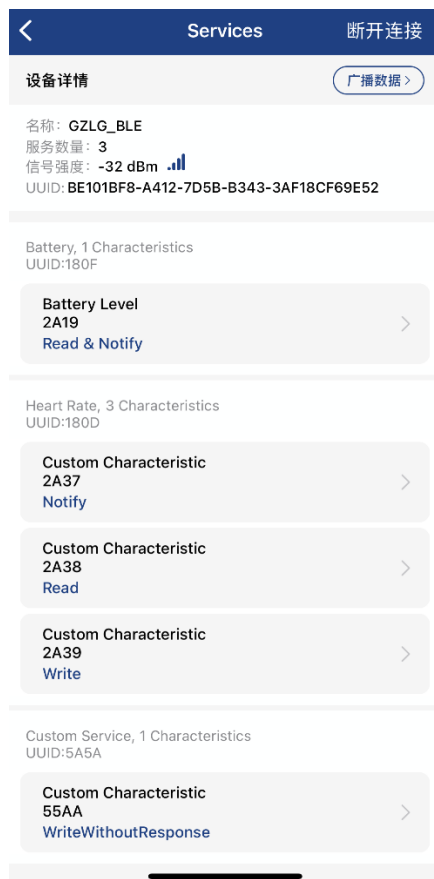 Services
断开连接
设备详情
广播数据>
名称: GZLG_BLE
服务数量: 3
信号强度: -32 dBm
UUID: BE101BF8-A412-7D5B-B343-3AF18CF69E52
Battery, 1 Characteristics
UUID:180F
Battery Level
2A19
Read & Notify
Heart Rate, 3 Characteristics
UUID:180D
Custom Characteristic
2A37
Notify
Custom Characteristic
2A38
Read
Custom Characteristic
2A39
Write
Custom Service, 1 Characteristics
UUID:5A5A
Custom Characteristic
55AA
WriteWithoutResponse